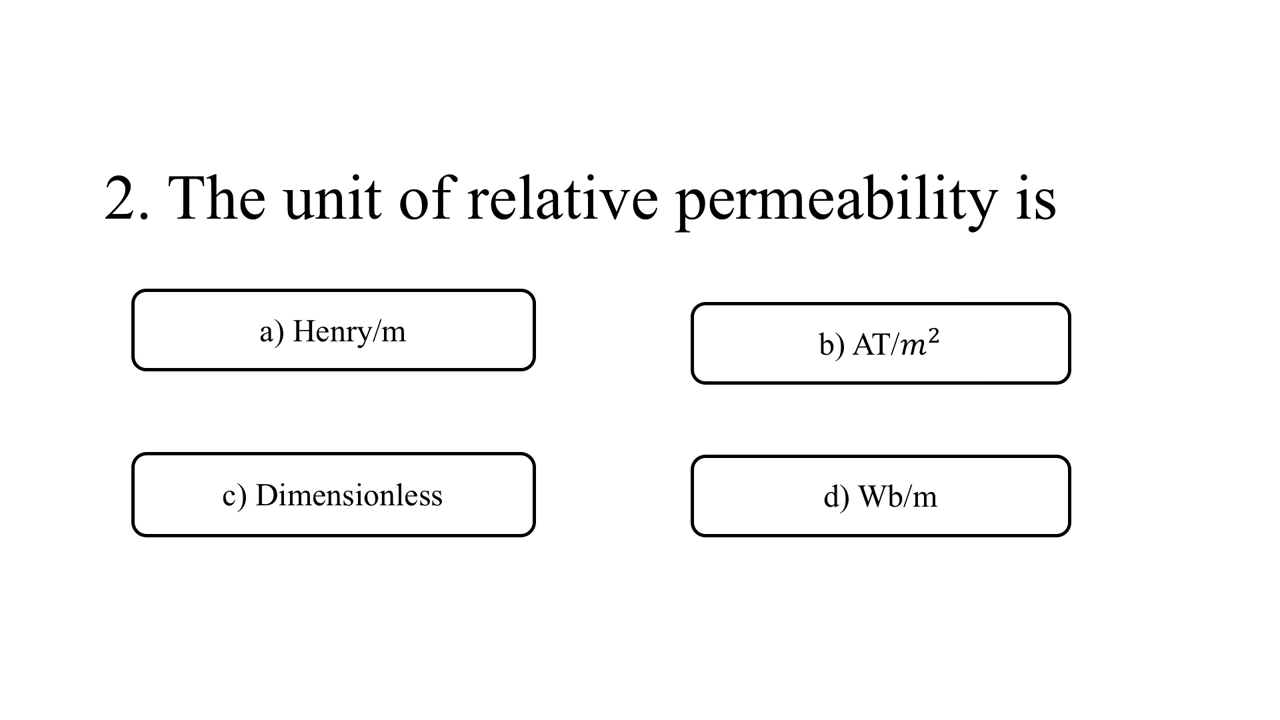 2. The unit of relative permeability is
a) Henry/m
b) AT/𝑚²
c) Dimensionless
d) Wb/m